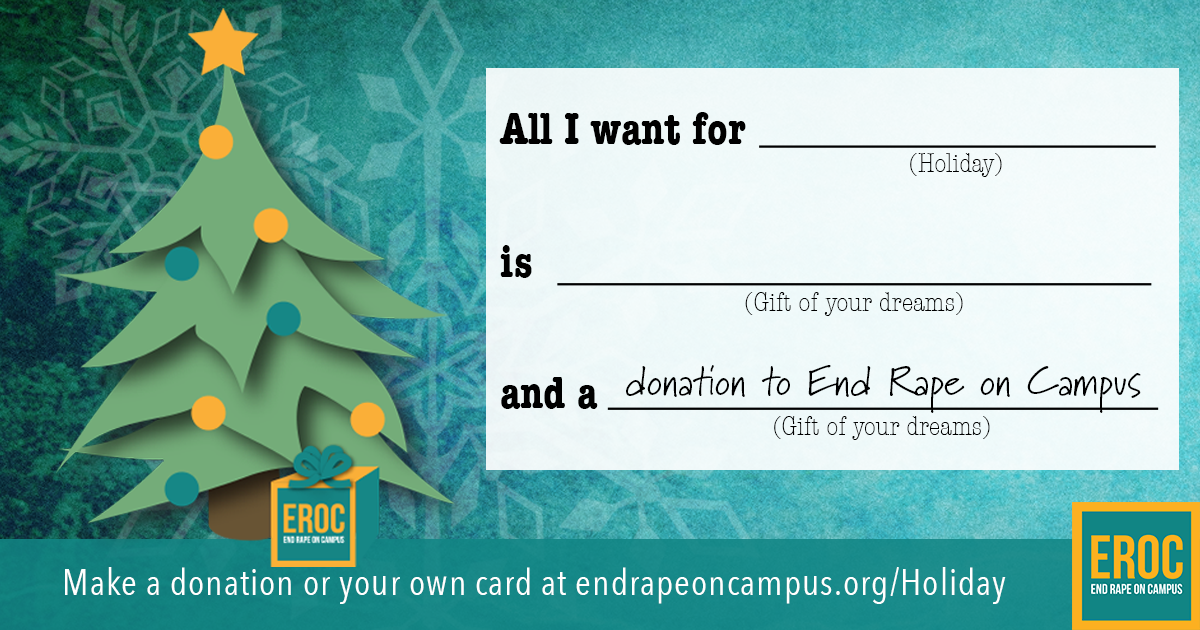 All I want for
(Holiday)
is
(Gift of your dreams)
and a donation to End Rape on Campus
(Gift of your dreams)
EROC
END RAPE ON CAMPUS
Make a donation or your own card at endrapeoncampus.org/Holiday
EROC
END RAPE ON CAMPUS